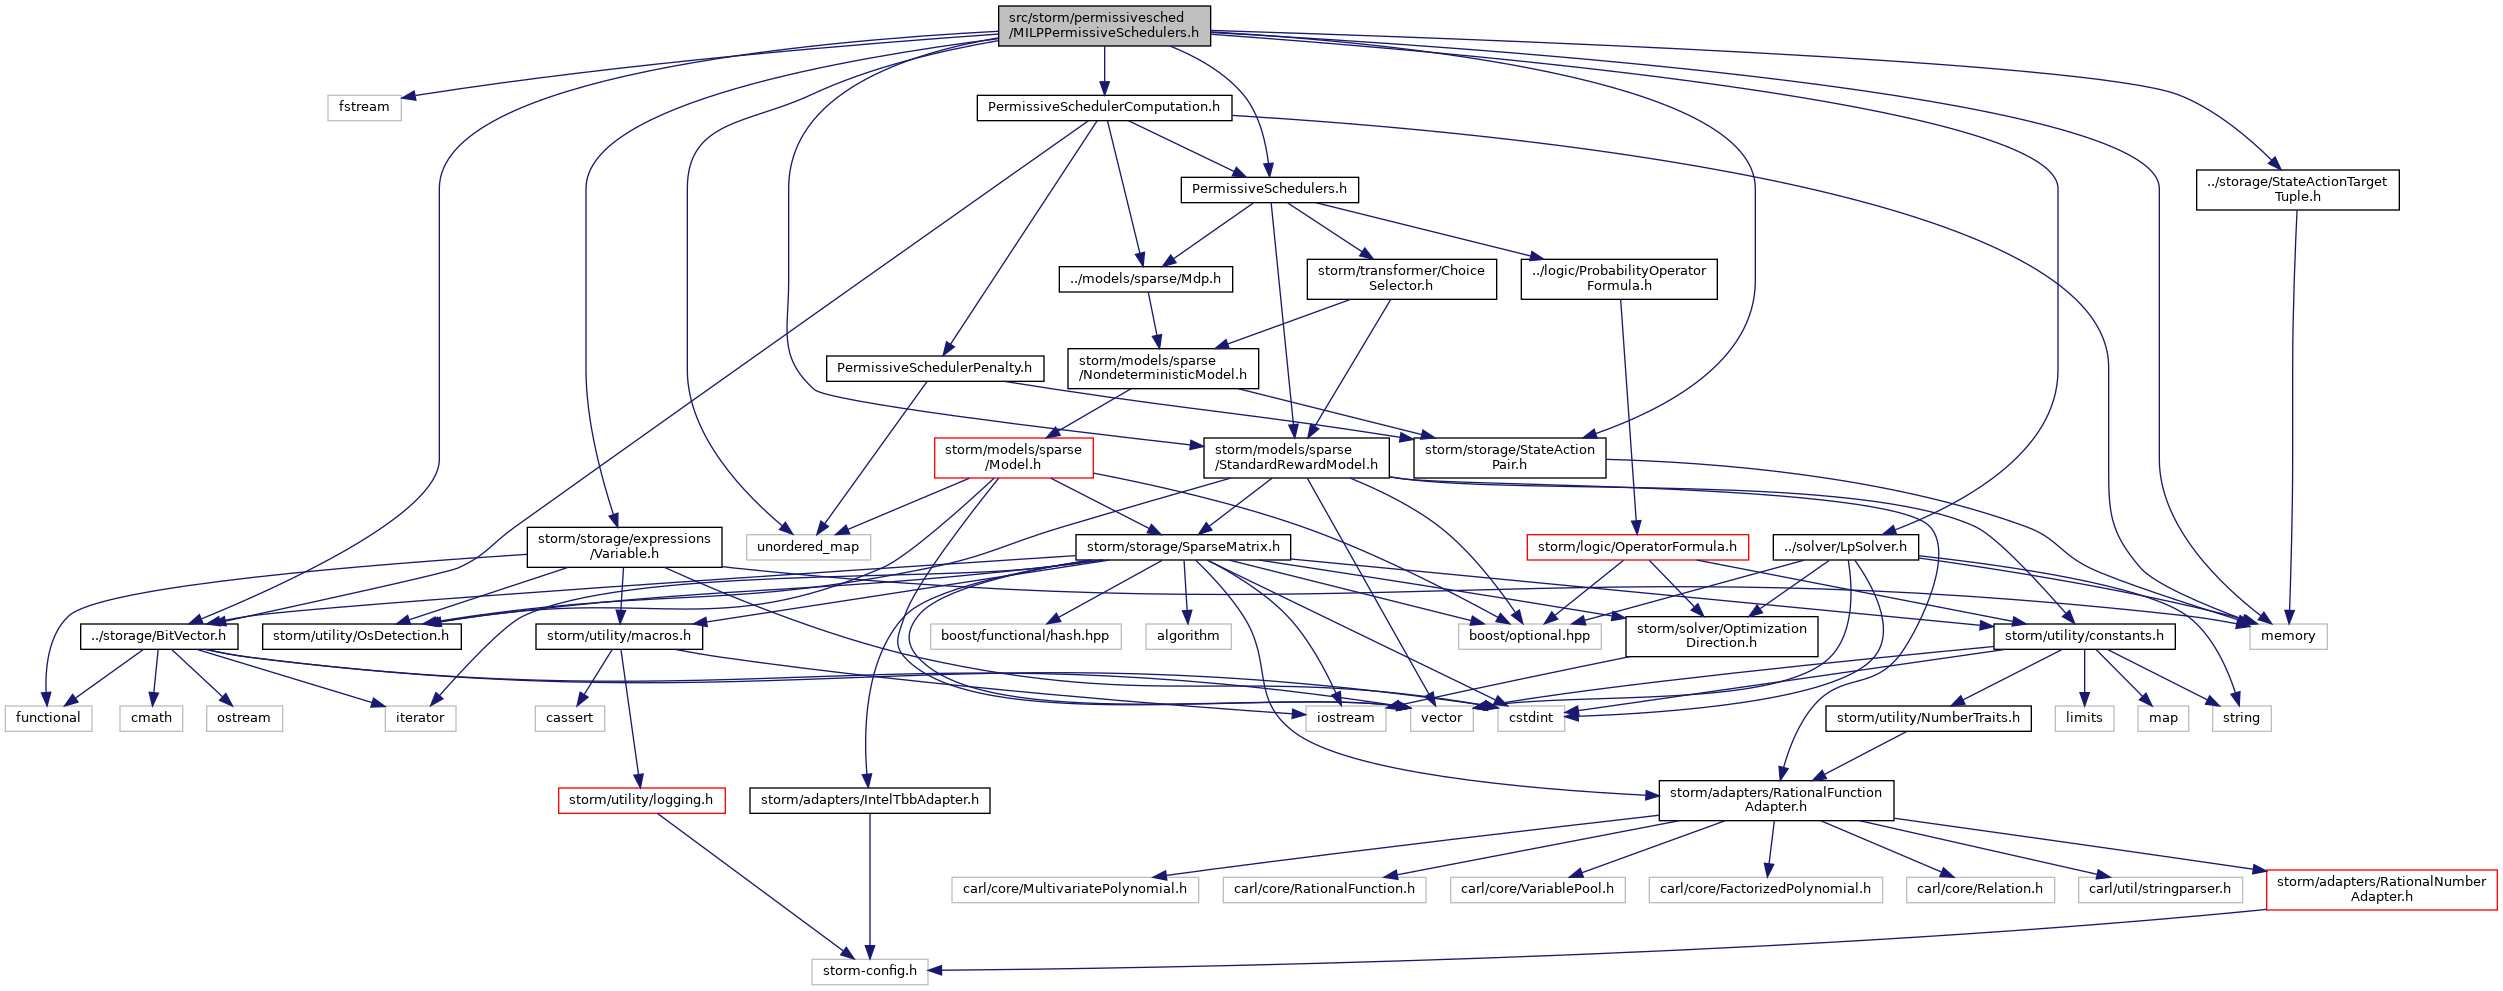 src/storm/permissivesched
/MILPPermissiveSchedulers.h
fstream
PermissiveSchedulerComputation.h
PermissiveSchedulers.h
../storage/StateActionTarget
Tuple.h
../models/sparse/Mdp.h
storm/transformer/Choice
Selector.h
../logic/ProbabilityOperator
Formula.h
PermissiveSchedulerPenalty.h
storm/models/sparse
/NondeterministicModel.h
storm/models/sparse
/Model.h
storm/models/sparse
/StandardRewardModel.h
storm/storage/StateAction
Pair.h
storm/storage/expressions
/Variable.h
unordered_map
storm/storage/SparseMatrix.h
storm/logic/OperatorFormula.h
../solver/LpSolver.h
../storage/BitVector.h
storm/utility/OsDetection.h
storm/utility/macros.h
boost/functional/hash.hpp
algorithm
boost/optional.hpp
storm/solver/Optimization
Direction.h
storm/utility/constants.h
memory
functional
cmath
ostream
iterator
cassert
iostream
vector
cstdint
storm/utility/NumberTraits.h
limits
map
string
storm/utility/logging.h
storm/adapters/IntelTbbAdapter.h
storm/adapters/RationalFunction
Adapter.h
carl/core/MultivariatePolynomial.h
carl/core/RationalFunction.h
carl/core/VariablePool.h
carl/core/FactorizedPolynomial.h
carl/core/Relation.h
carl/util/stringparser.h
storm/adapters/RationalNumber
Adapter.h
storm-config.h